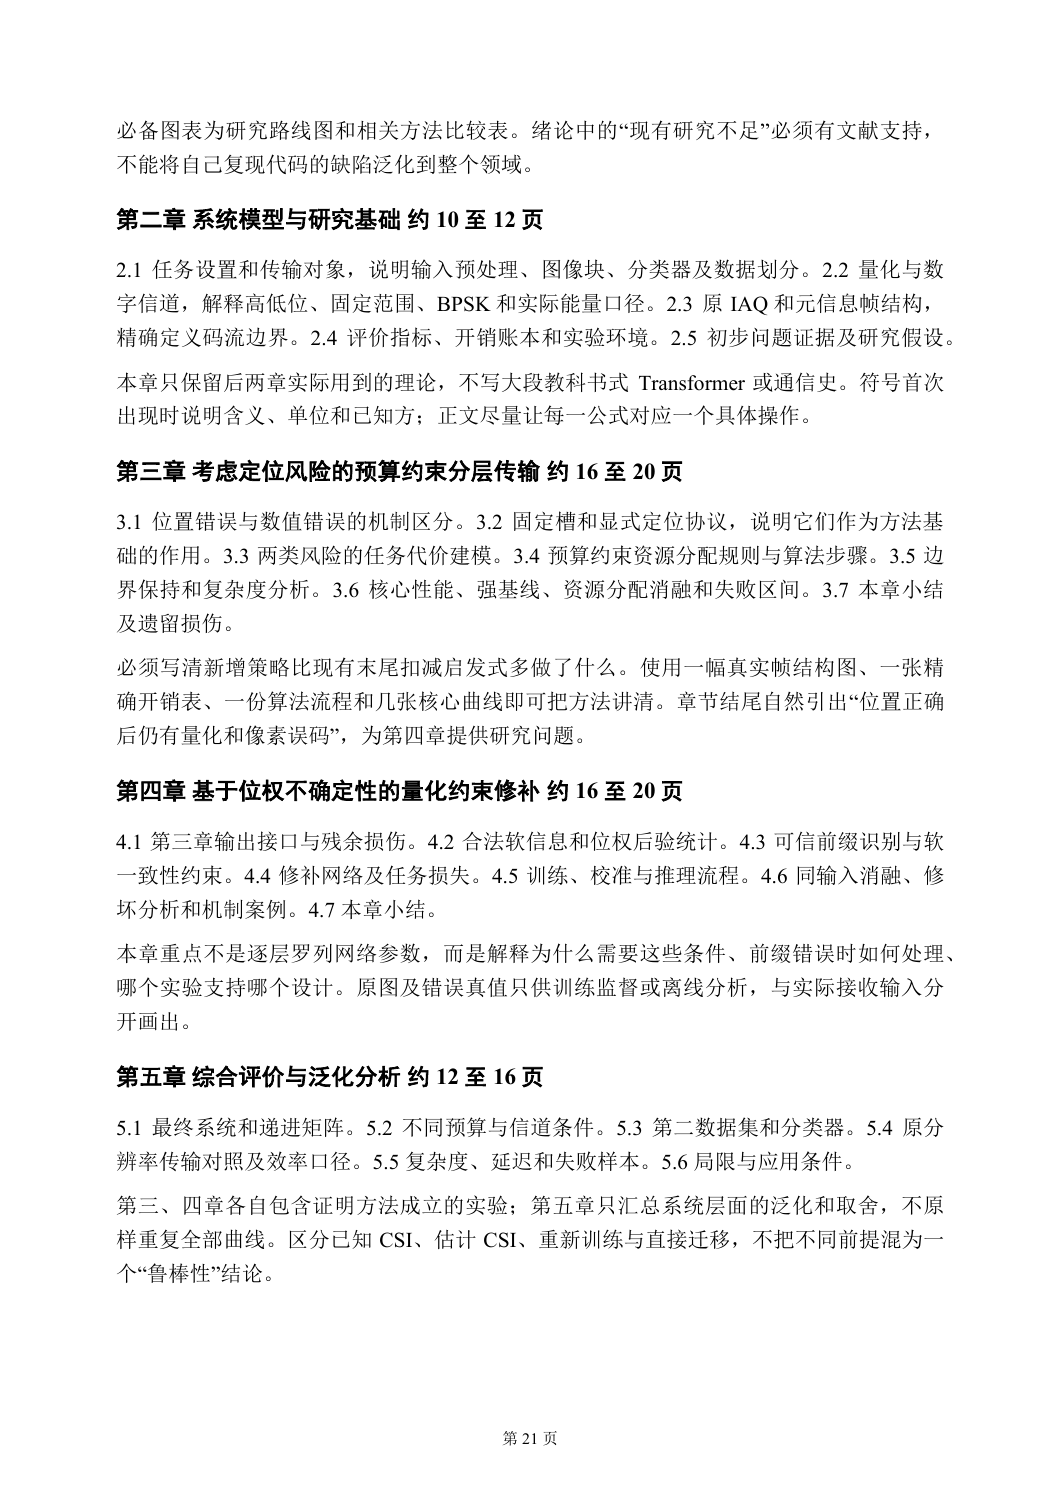 必备图表为研究路线图和相关方法比较表。绪论中的“现有研究不足”必须有文献支持，
不能将自己复现代码的缺陷泛化到整个领域。
第二章 系统模型与研究基础 约 10 至 12 页
2.1 任务设置和传输对象，说明输入预处理、图像块、分类器及数据划分。2.2 量化与数
字信道，解释高低位、固定范围、BPSK 和实际能量口径。2.3 原 IAQ 和元信息帧结构，
精确定义码流边界。2.4 评价指标、开销账本和实验环境。2.5 初步问题证据及研究假设。
本章只保留后两章实际用到的理论，不写大段教科书式 Transformer 或通信史。符号首次
出现时说明含义、单位和已知方；正文尽量让每一公式对应一个具体操作。
第三章 考虑定位风险的预算约束分层传输 约 16 至 20 页
3.1 位置错误与数值错误的机制区分。3.2 固定槽和显式定位协议，说明它们作为方法基
础的作用。3.3 两类风险的任务代价建模。3.4 预算约束资源分配规则与算法步骤。3.5 边
界保持和复杂度分析。3.6 核心性能、强基线、资源分配消融和失败区间。3.7 本章小结
及遗留损伤。
必须写清新增策略比现有末尾扣减启发式多做了什么。使用一幅真实帧结构图、一张精
确开销表、一份算法流程和几张核心曲线即可把方法讲清。章节结尾自然引出“位置正确
后仍有量化和像素误码”，为第四章提供研究问题。
第四章 基于位权不确定性的量化约束修补 约 16 至 20 页
4.1 第三章输出接口与残余损伤。4.2 合法软信息和位权后验统计。4.3 可信前缀识别与软
一致性约束。4.4 修补网络及任务损失。4.5 训练、校准与推理流程。4.6 同输入消融、修
坏分析和机制案例。4.7 本章小结。
本章重点不是逐层罗列网络参数，而是解释为什么需要这些条件、前缀错误时如何处理、
哪个实验支持哪个设计。原图及错误真值只供训练监督或离线分析，与实际接收输入分
开画出。
第五章 综合评价与泛化分析 约 12 至 16 页
5.1 最终系统和递进矩阵。5.2 不同预算与信道条件。5.3 第二数据集和分类器。5.4 原分
辨率传输对照及效率口径。5.5 复杂度、延迟和失败样本。5.6 局限与应用条件。
第三、四章各自包含证明方法成立的实验；第五章只汇总系统层面的泛化和取舍，不原
样重复全部曲线。区分已知 CSI、估计 CSI、重新训练与直接迁移，不把不同前提混为一
个“鲁棒性”结论。
第 21 页